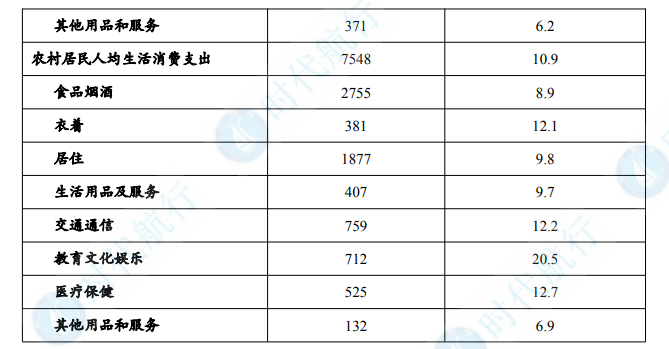 其他用品和服务 371 6.2
农村居民人均生活消费支出 7548 10.9
食品烟酒 2755 8.9
衣着 381 12.1
居住 1877 9.8
生活用品及服务 407 9.7
交通通信 759 12.2
教育文化娱乐 712 20.5
医疗保健 525 12.7
其他用品和服务 132 6.9
时代航行
时代航行
时代航行